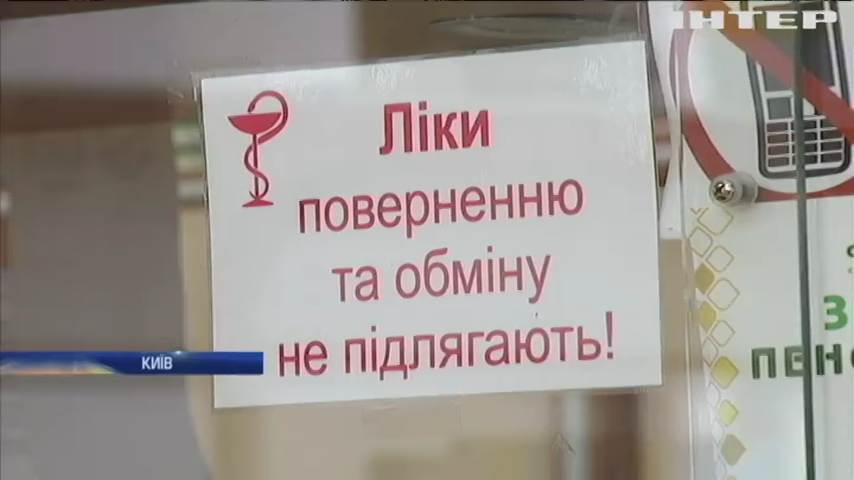 ІНТЕР
Ліки
поверненню
та обміну
не підлягають!
КИЇВ